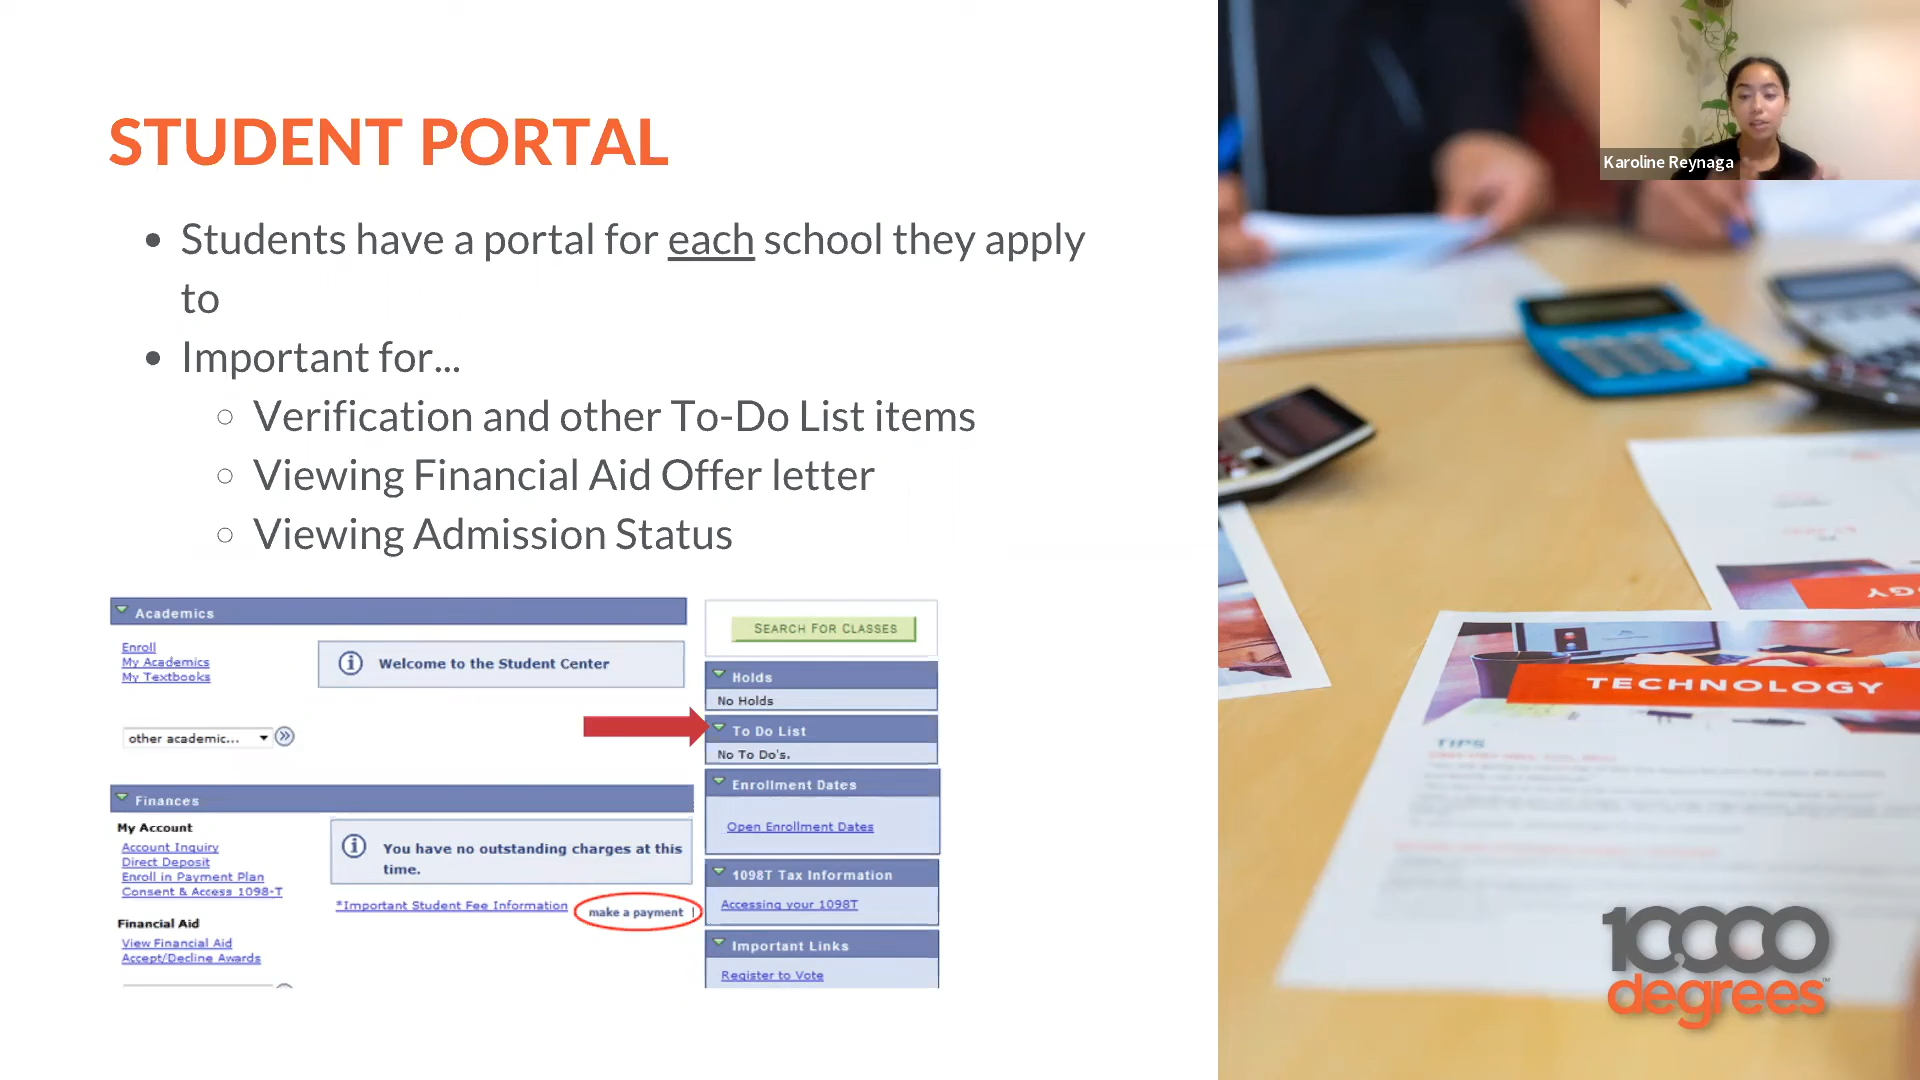 STUDENT PORTAL
Students have a portal for each school they apply
to
Important for...
Verification and other To-Do List items
Viewing Financial Aid Offer letter
Viewing Admission Status
Academics
Enroll
My Academics
My Textbooks
other academic...
Welcome to the Student Center
Finances
My Account
Account Inquiry
Direct Deposit
Enroll in Payment Plan
Consent & Access 1098-T
Financial Aid
View Financial Aid
Accept/Decline Awards
You have no outstanding charges at this
time.
*Important Student Fee Information
make a payment |
SEARCH FOR CLASSES
Holds
No Holds
To Do List
No To Do's.
Enrollment Dates
Open Enrollment Dates
1098T Tax Information
Accessing your 1098T
Important Links
Register to Vote
Karoline Reynaga
TECHNOLOGY
TIPS
10,000
degrees™